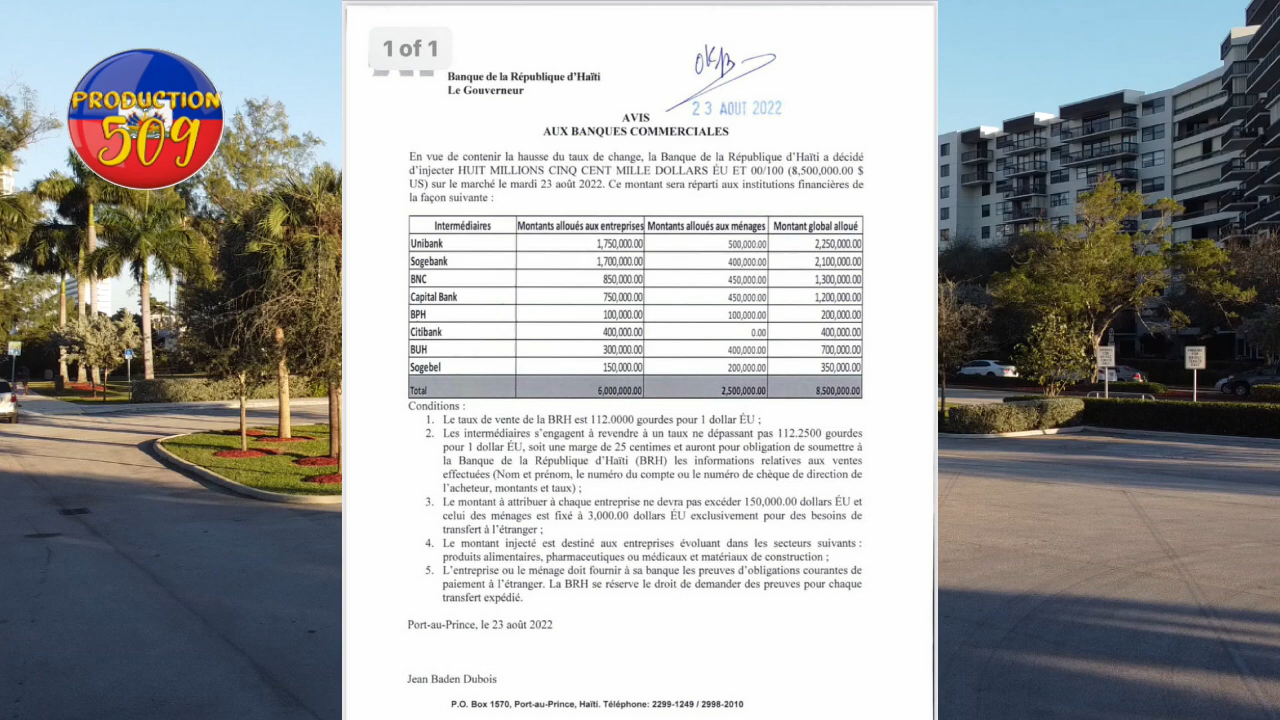 PRODUCTION
509
1 of 1
Banque de la République d'Haïti
Le Gouverneur
23 AOUT 2022
AVIS
AUX BANQUES COMMERCIALES
En vue de contenir la hausse du taux de change, la Banque de la République d'Haïti a décidé
d'injecter HUIT MILLIONS CINQ CENT MILLE DOLLARS ÉU ET 00/100 (8,500,000.00 $
US) sur le marché le mardi 23 août 2022. Ce montant sera réparti aux institutions financières de
la façon suivante :
Intermédiaires Montants alloués aux entreprises Montants alloués aux ménages Montant global alloué
Unibank 1,750,000.00 500,000.00 2,250,000.00
Sogebank 1,700,000.00 400,000.00 2,100,000.00
BNC 850,000.00 450,000.00 1,300,000.00
Capital Bank 750,000.00 450,000.00 1,200,000.00
BPH 100,000.00 100,000.00 200,000.00
Citibank 400,000.00 0.00 400,000.00
BUH 300,000.00 400,000.00 700,000.00
Sogebel 150,000.00 200,000.00 350,000.00
Total 6,000,000.00 2,500,000.00 8,500,000.00
Conditions :
1. Le taux de vente de la BRH est 112.0000 gourdes pour 1 dollar ÉU ;
2. Les intermédiaires s'engagent à revendre à un taux ne dépassant pas 112.2500 gourdes
pour 1 dollar ÉU, soit une marge de 25 centimes et auront pour obligation de soumettre à
la Banque de la République d'Haïti (BRH) les informations relatives aux ventes
effectuées (Nom et prénom, le numéro du compte ou le numéro de chèque de direction de
l'acheteur, montants et taux) ;
3. Le montant à attribuer à chaque entreprise ne devra pas excéder 150,000.00 dollars ÉU et
celui des ménages est fixé à 3,000.00 dollars ÉU exclusivement pour des besoins de
transfert à l'étranger ;
4. Le montant injecté est destiné aux entreprises évoluant dans les secteurs suivants :
produits alimentaires, pharmaceutiques ou médicaux et matériaux de construction ;
5. L'entreprise ou le ménage doit fournir à sa banque les preuves d'obligations courantes de
paiement à l'étranger. La BRH se réserve le droit de demander des preuves pour chaque
transfert expédié.
Port-au-Prince, le 23 août 2022
Jean Baden Dubois
P.O. Box 1570, Port-au-Prince, Haïti. Téléphone: 2299-1249 / 2998-2010